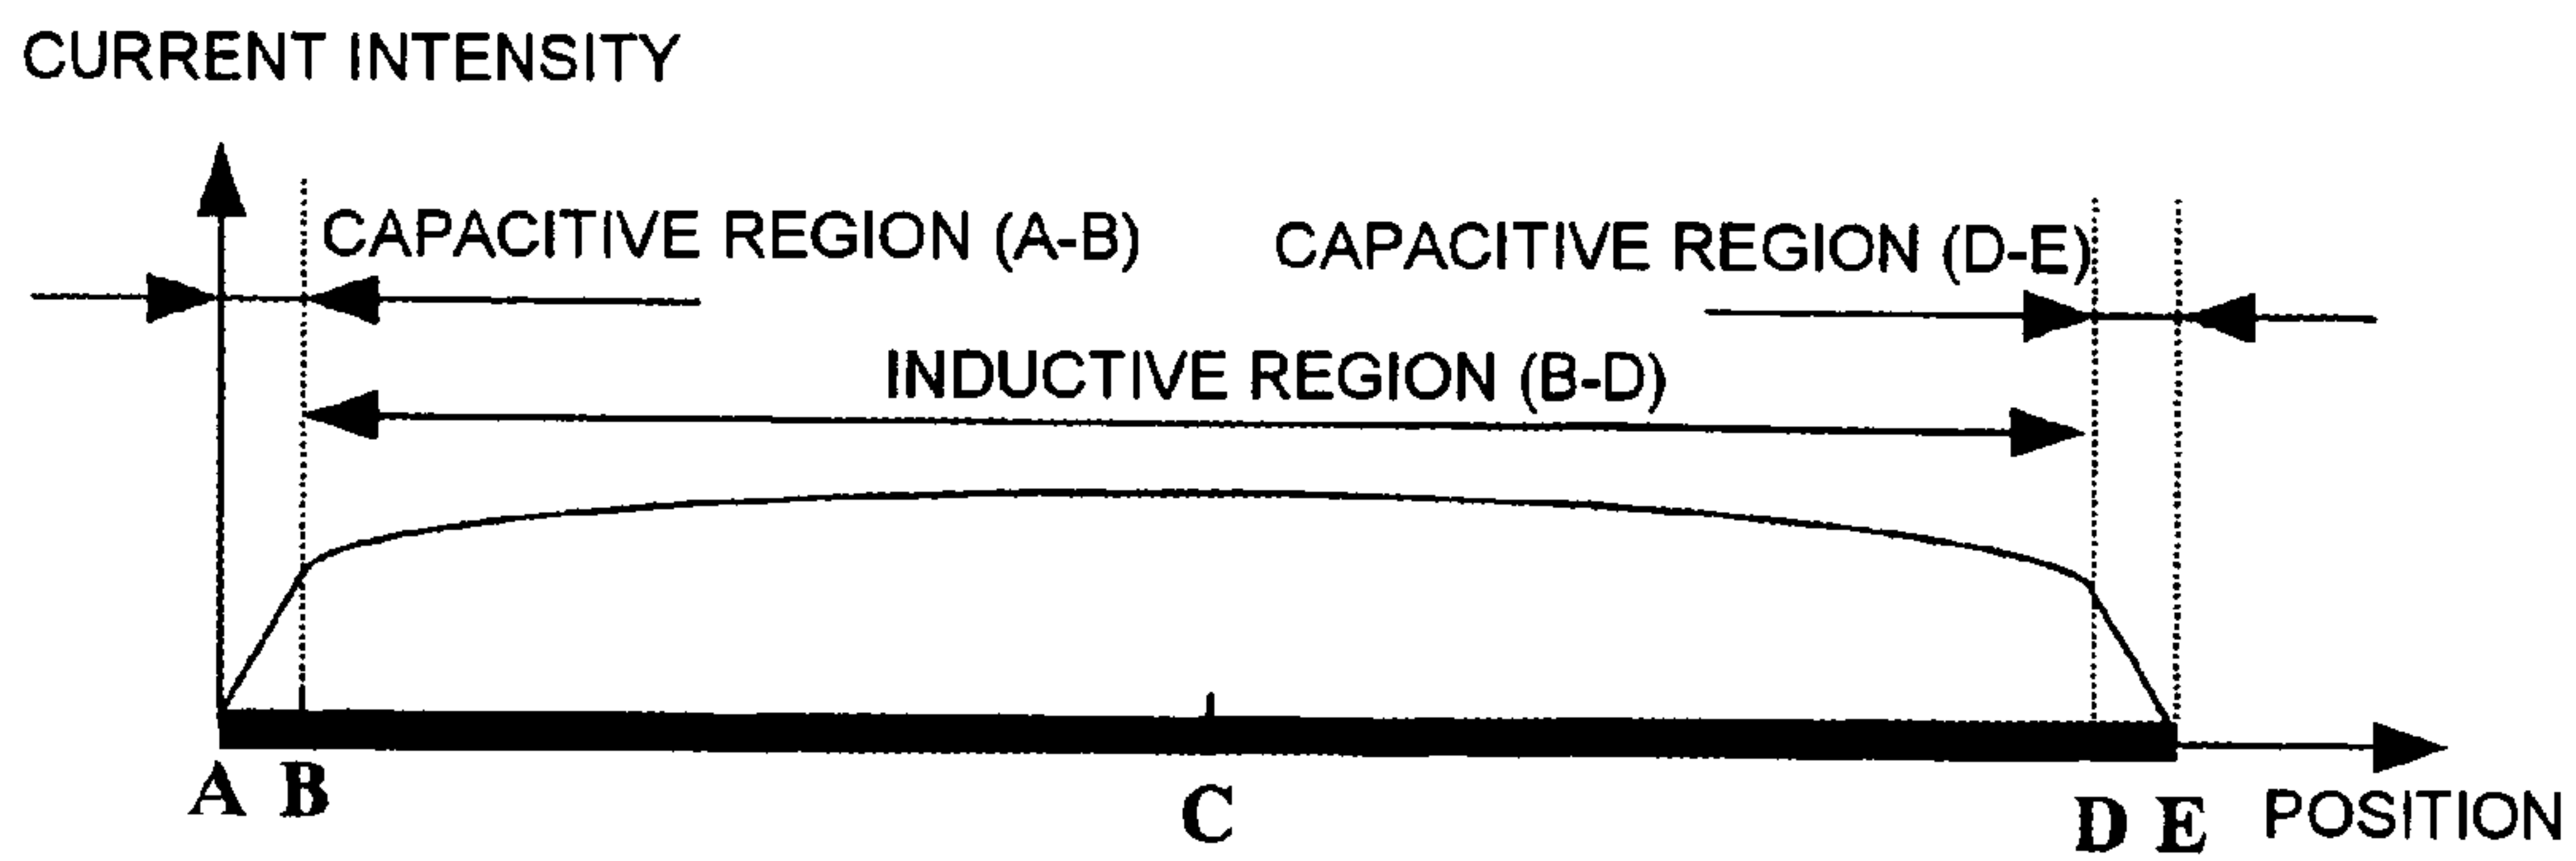 CURRENT INTENSITY
CAPACITIVE REGION (A-B)
CAPACITIVE REGION (D-E)
INDUCTIVE REGION (B-D)
A B C D E POSITION